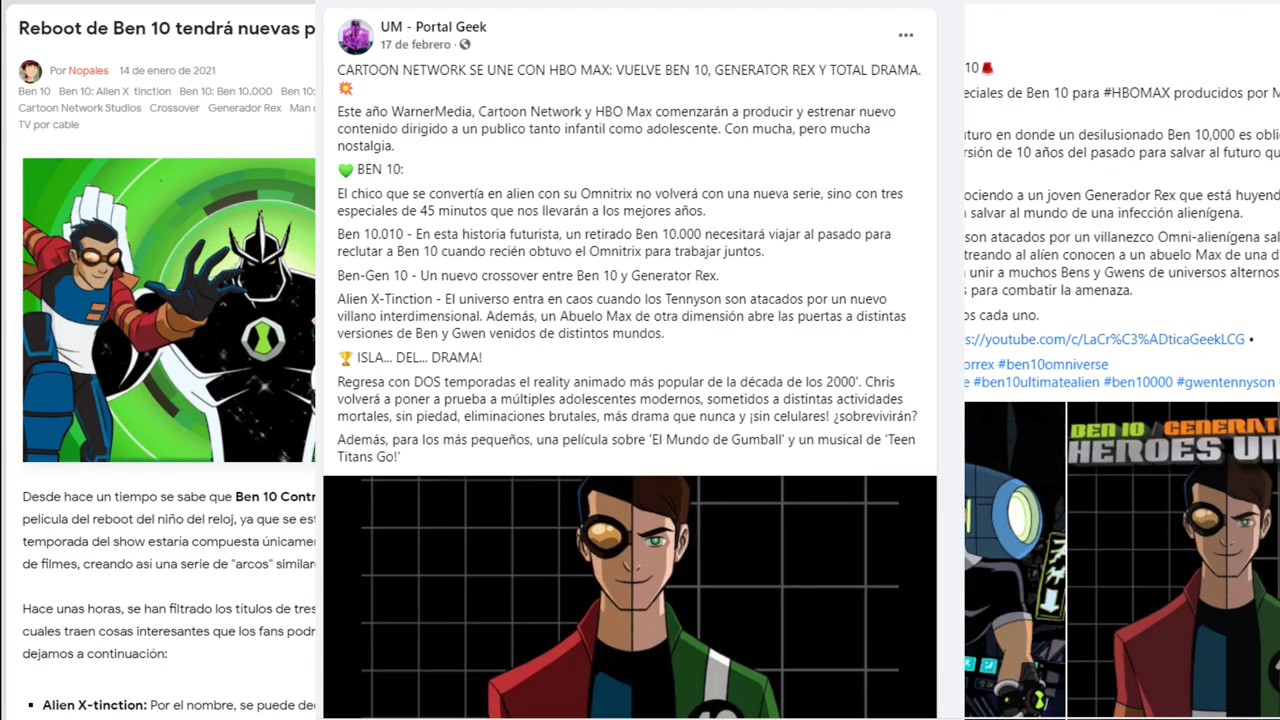 Reboot de Ben 10 tendrá nuevas p
Por Nopales 14 de enero de 2021
Ben 10 Ben 10: Alien X tinction Ben 10: Ben 10.000 Ben 10:
Cartoon Network Studios Crossover Generador Rex Man
TV por cable
Desde hace un tiempo se sabe que Ben 10 Contr
película del reboot del niño del reloj, ya que se est
temporada del show estaría compuesta únicamen
de filmes, creando así una serie de "arcos" similar
Hace unas horas, se han filtrado los títulos de tres
cuales traen cosas interesantes que los fans podr
dejamos a continuación:
Alien X-tinction: Por el nombre, se puede de
UM - Portal Geek
17 de febrero ·
CARTOON NETWORK SE UNE CON HBO MAX: VUELVE BEN 10, GENERATOR REX Y TOTAL DRAMA.
💥
Este año WarnerMedia, Cartoon Network y HBO Max comenzarán a producir y estrenar nuevo
contenido dirigido a un publico tanto infantil como adolescente. Con mucha, pero mucha
nostalgia.
💚 BEN 10:
El chico que se convertía en alien con su Omnitrix no volverá con una nueva serie, sino con tres
especiales de 45 minutos que nos llevarán a los mejores años.
Ben 10.010 - En esta historia futurista, un retirado Ben 10.000 necesitará viajar al pasado para
reclutar a Ben 10 cuando recién obtuvo el Omnitrix para trabajar juntos.
Ben-Gen 10 - Un nuevo crossover entre Ben 10 y Generator Rex.
Alien X-Tinction - El universo entra en caos cuando los Tennyson son atacados por un nuevo
villano interdimensional. Además, un Abuelo Max de otra dimensión abre las puertas a distintas
versiones de Ben y Gwen venidos de distintos mundos.
🏆 ISLA... DEL... DRAMA!
Regresa con DOS temporadas el reality animado más popular de la década de los 2000'. Chris
volverá a poner a prueba a múltiples adolescentes modernos, sometidos a distintas actividades
mortales, sin piedad, eliminaciones brutales, más drama que nunca y ¡sin celulares! ¿sobrevivirán?
Además, para los más pequeños, una película sobre 'El Mundo de Gumball' y un musical de 'Teen
Titans Go!'
10
eciales de Ben 10 para #HBOMAX producidos por M
uturo en donde un desilusionado Ben 10,000 es obli
rsión de 10 años del pasado para salvar al futuro qu
ociendo a un joven Generador Rex que está huyend
salvar al mundo de una infección alienígena.
son atacados por un villanezco Omni-alienígena sal
treando al alíen conocen a un abuelo Max de una d
unir a muchos Bens y Gwens de universos alternos
s para combatir la amenaza.
os cada uno.
s://youtube.com/c/LaCr%C3%ADticaGeekLCG •
orrex #ben10omniverse
e #ben10ultimatealien #ben10000 #gwentennyson
BEN 10 GENERAT
HEROES UN